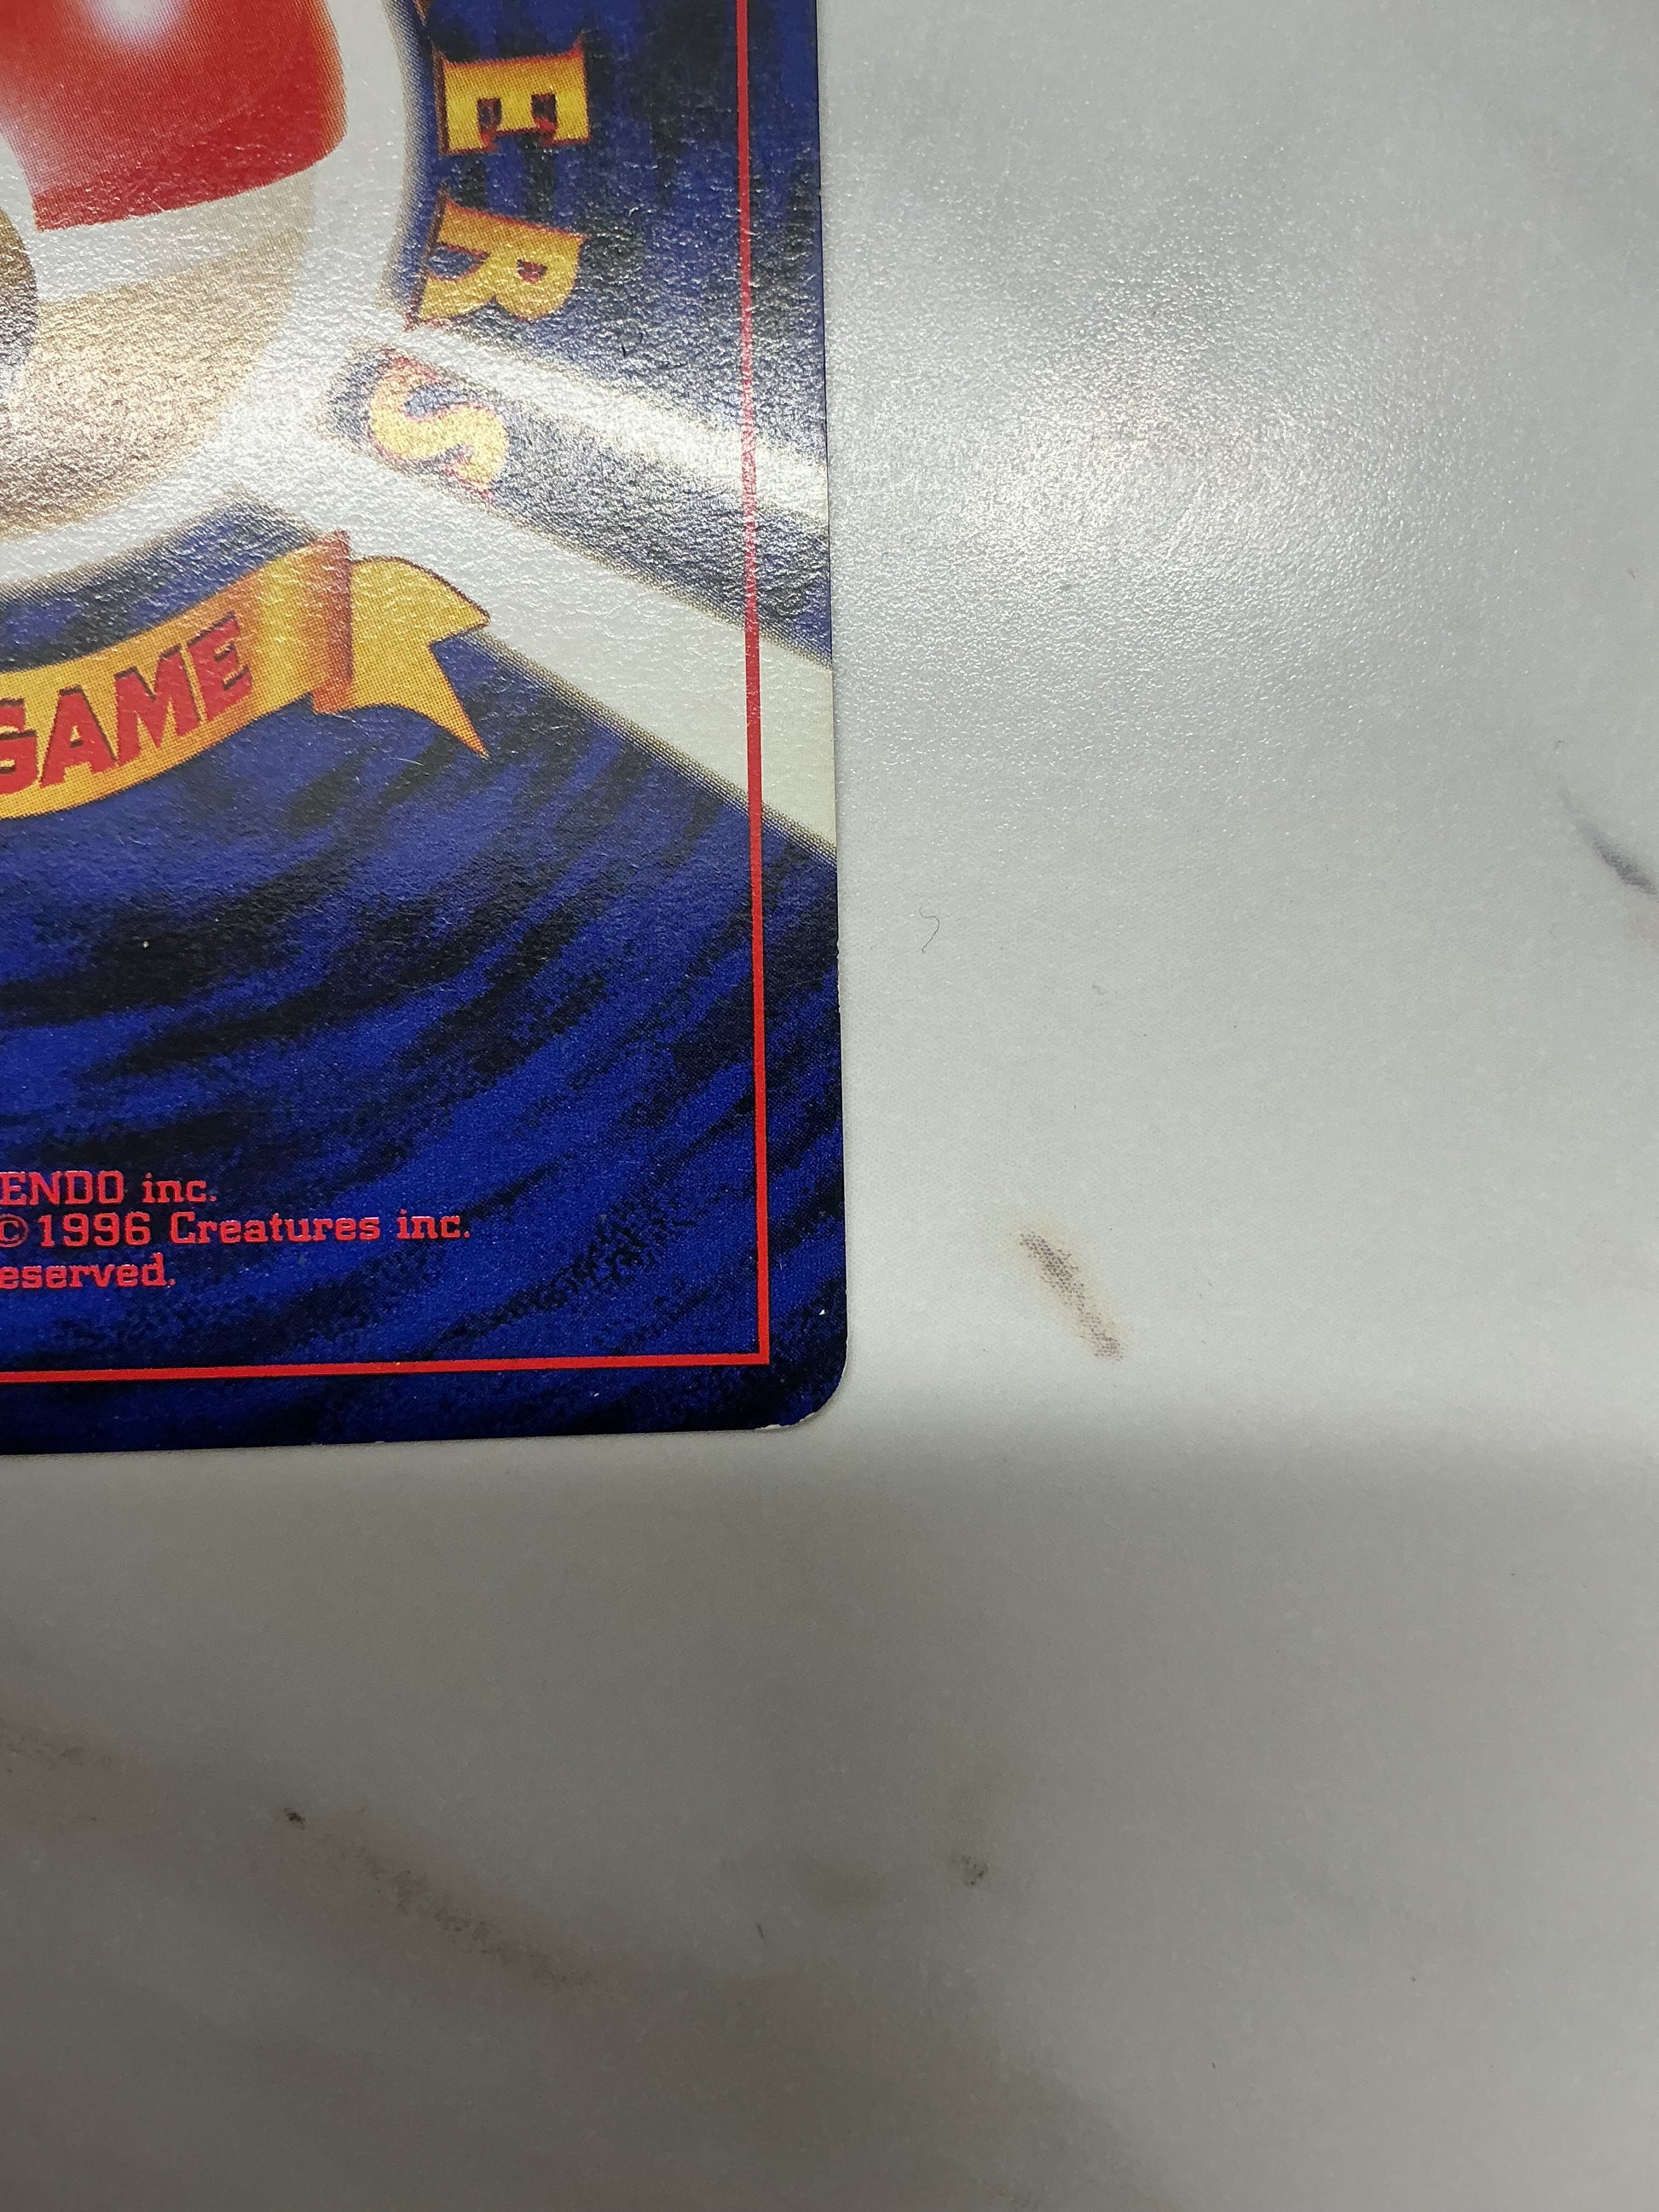 ERS
GAME
ENDO inc.
©1996 Creatures inc.
eserved.